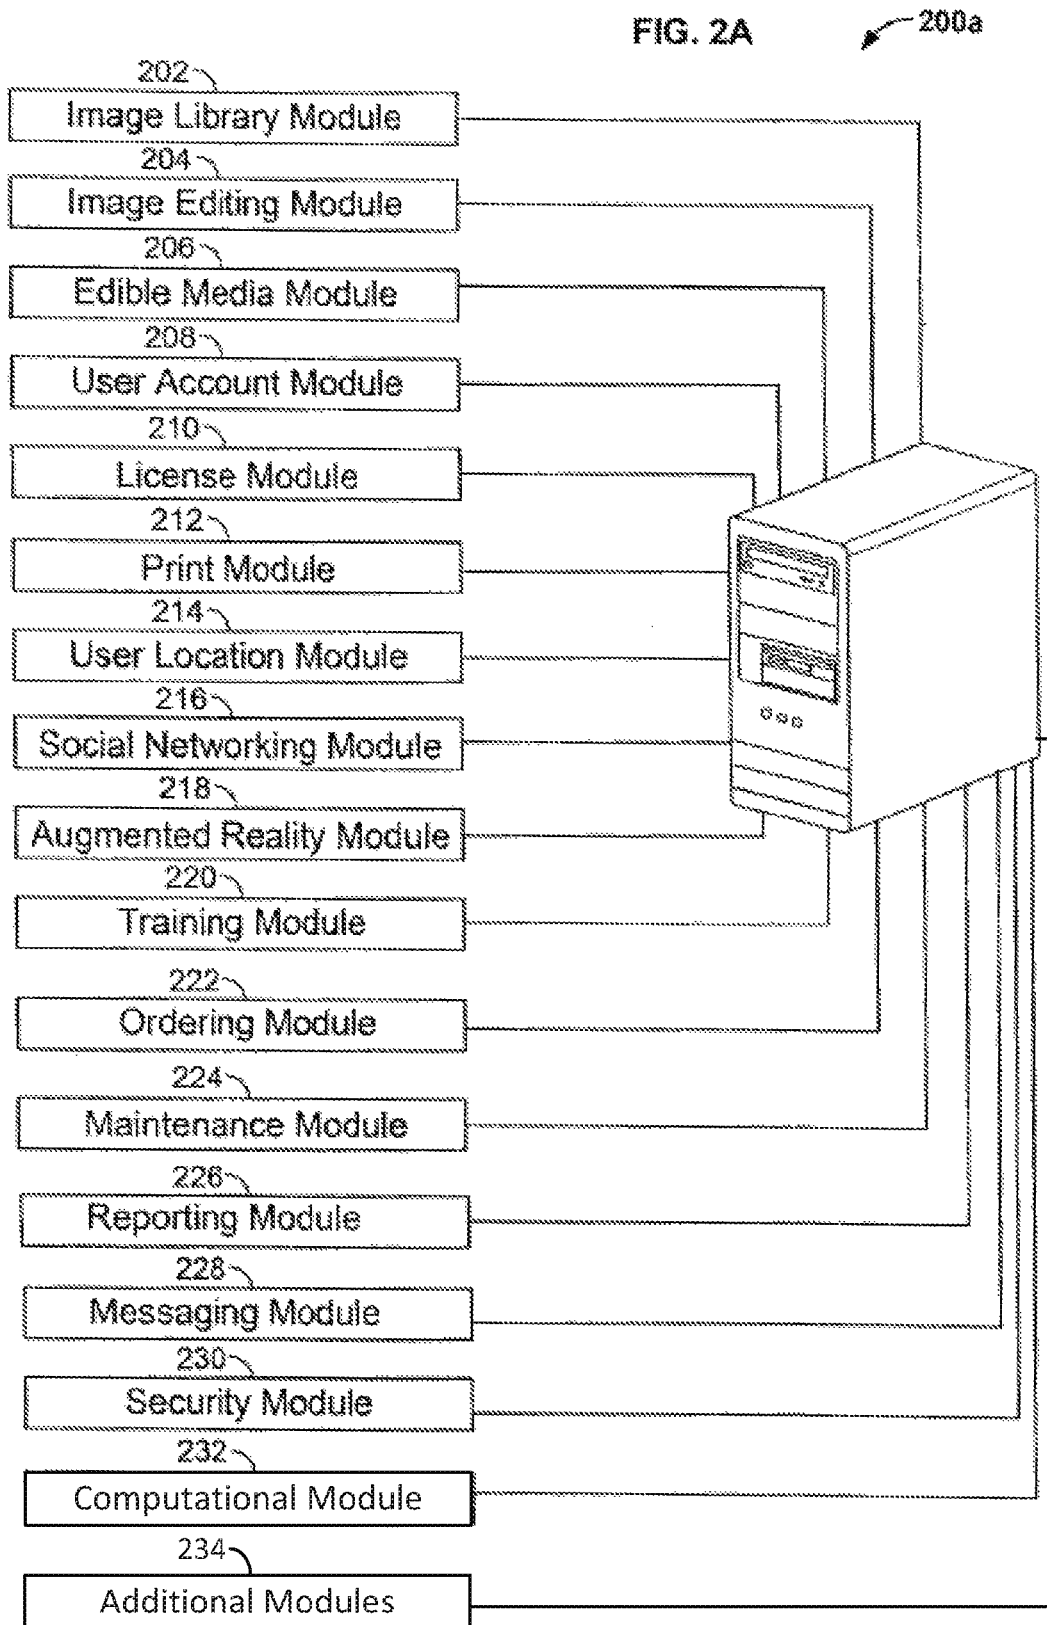 FIG. 2A
200a
202
Image Library Module
204
Image Editing Module
206
Edible Media Module
208
User Account Module
210
License Module
212
Print Module
214
User Location Module
216
Social Networking Module
218
Augmented Reality Module
220
Training Module
222
Ordering Module
224
Maintenance Module
226
Reporting Module
228
Messaging Module
230
Security Module
232
Computational Module
234
Additional Modules